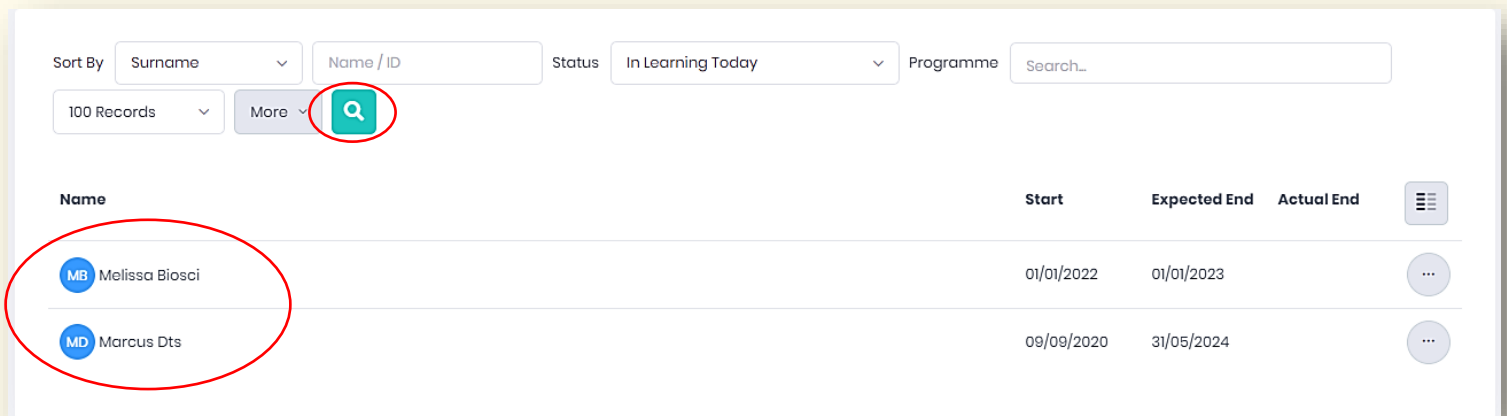 Sort By Surname Name / ID Status In Learning Today Programme Search...
100 Records More
Name Start Expected End Actual End
MB Melissa Biosci 01/01/2022 01/01/2023 ...
MD Marcus Dts 09/09/2020 31/05/2024 ...